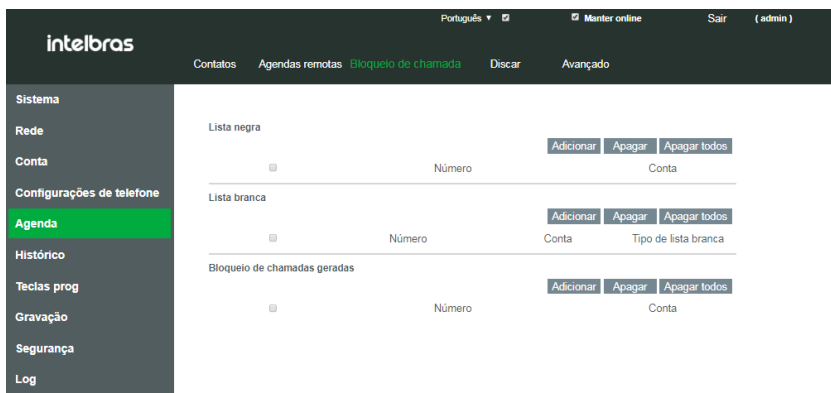 Português ▼ Manter online Sair ( admin )
intelbras
Contatos Agendas remotas Bloqueio de chamada Discar Avançado
Sistema
Rede
Conta
Configurações de telefone
Agenda
Histórico
Teclas prog
Gravação
Segurança
Log
Lista negra
Adicionar Apagar Apagar todos
Número Conta
Lista branca
Adicionar Apagar Apagar todos
Número Conta Tipo de lista branca
Bloqueio de chamadas geradas
Adicionar Apagar Apagar todos
Número Conta